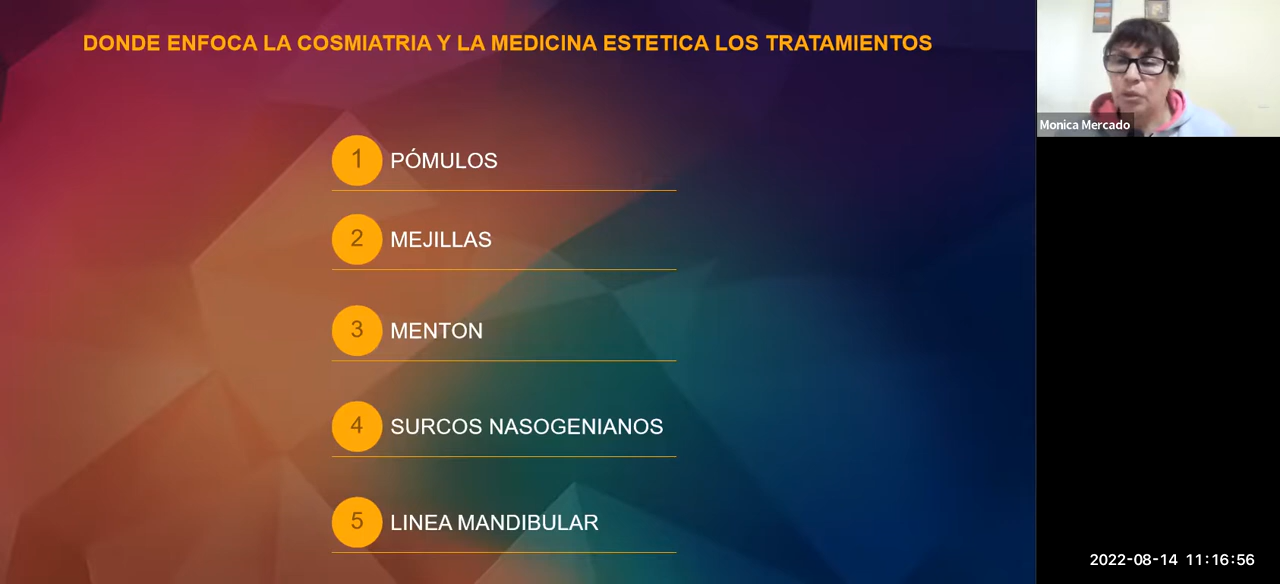 DONDE ENFOCA LA COSMIATRIA Y LA MEDICINA ESTETICA LOS TRATAMIENTOS
1 PÓMULOS
2 MEJILLAS
3 MENTON
4 SURCOS NASOGENIANOS
5 LINEA MANDIBULAR
Monica Mercado
2022-08-14 11:16:56